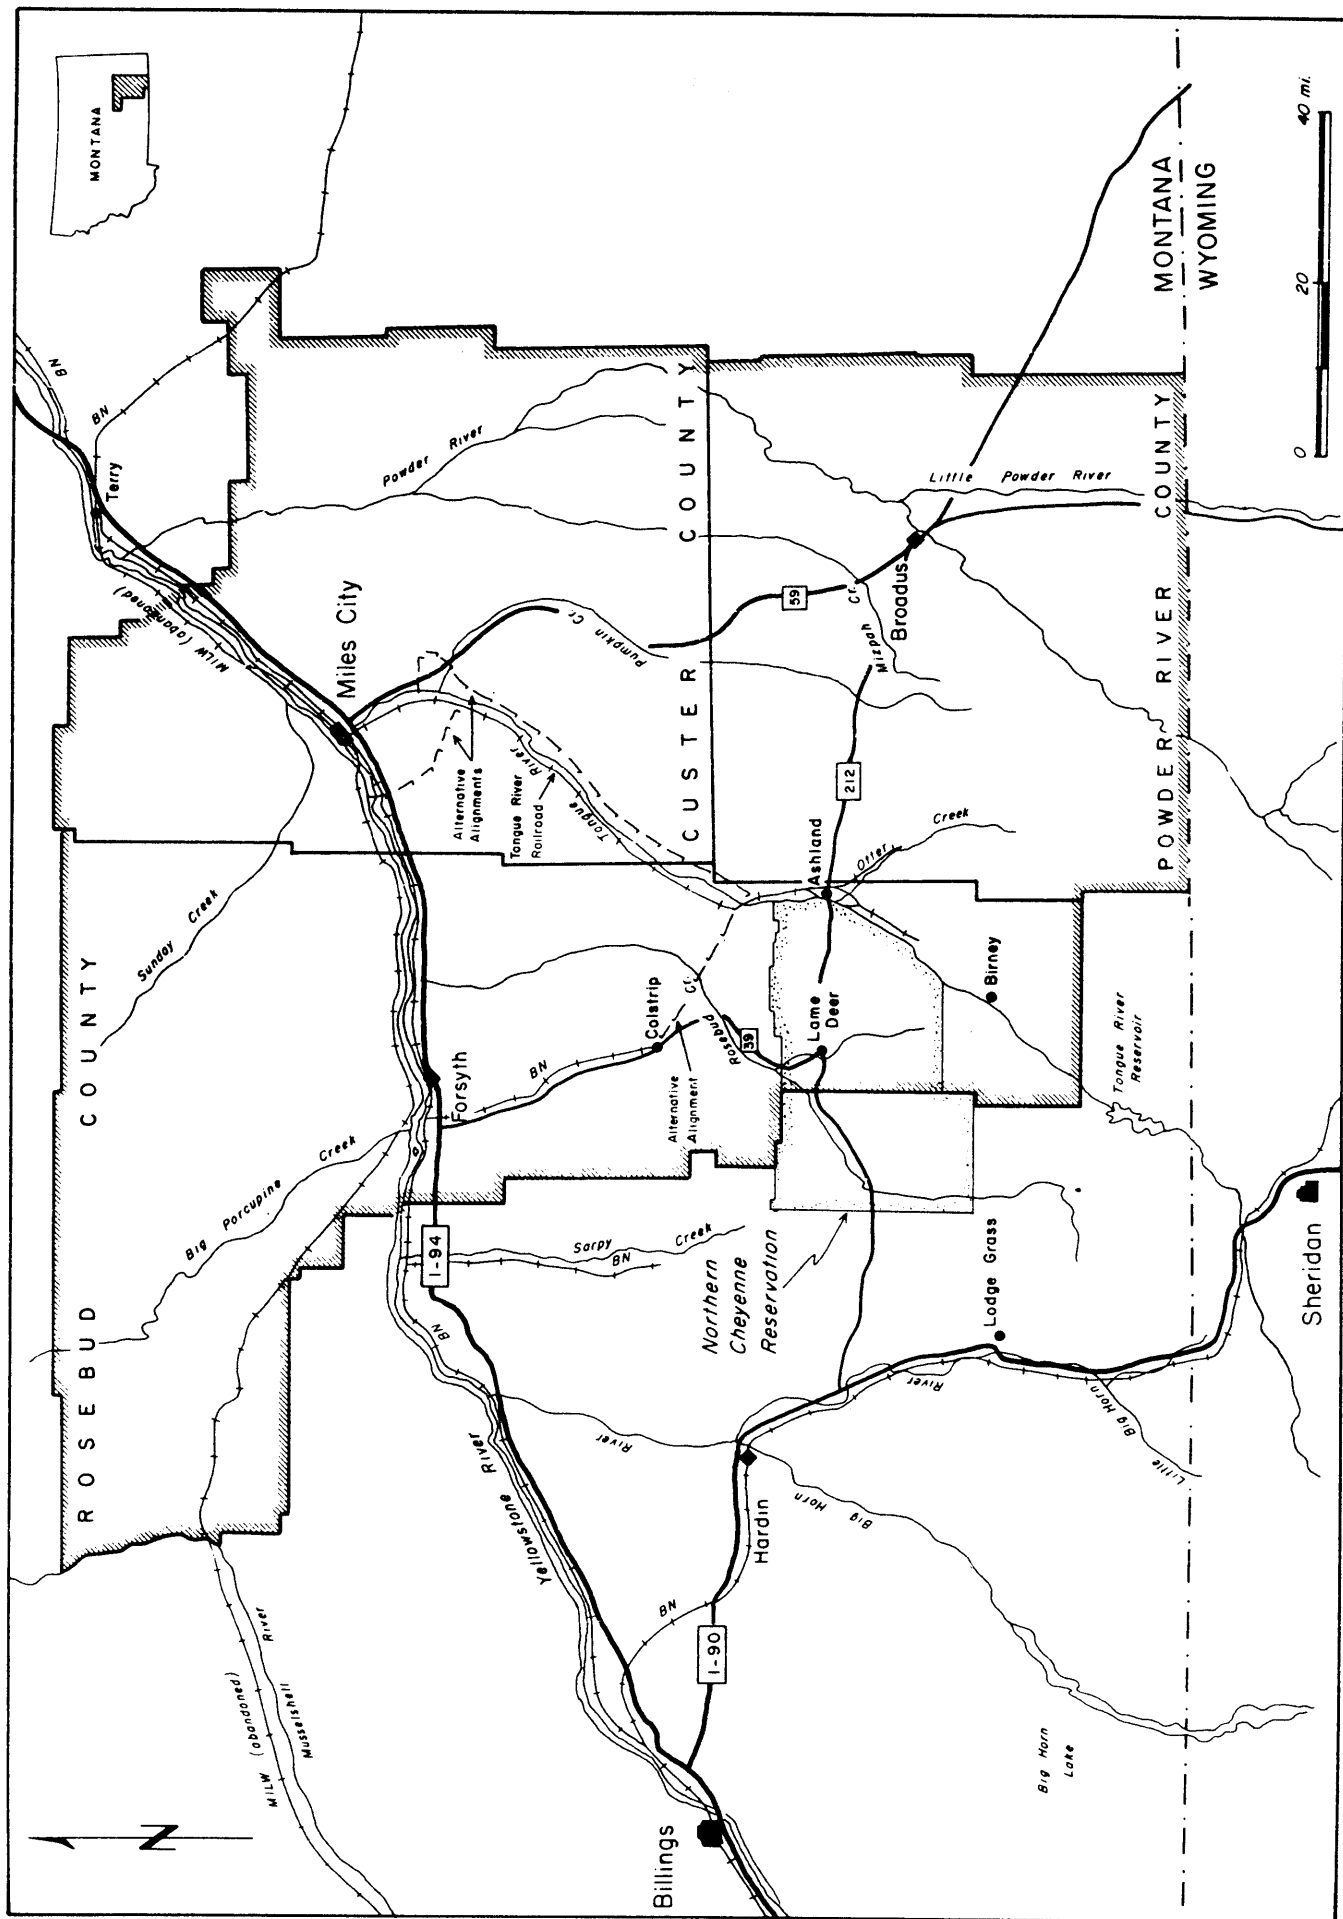 MONTANA
N
MILW (abandoned)
Musselshell
River
ROSEBUD
COUNTY
Big Porcupine
Creek
Sunday
Creek
MILW (abandoned)
Terry
BN
BN
Miles City
Forsyth
I-94
BN
Yellowstone
River
Sarpy
Creek
BN
BN
Colstrip
Alternative
Alignment
Rosebud
Cr.
39
Alternative
Alignments
Tongue River
Railroad
Tongue
River
Pumpkin
Cr.
Powder
River
CUSTER
COUNTY
Billings
I-90
BN
Hardin
River
Big
Horn
Northern
Cheyenne
Reservation
Lame
Deer
Ashland
Otter
Creek
212
59
Mizpah
Cr.
Broadus
Little
Powder
River
Birney
Lodge Grass
River
Little
Big Horn
Big Horn
Lake
Tongue River
Reservoir
POWDER
RIVER
COUNTY
MONTANA
WYOMING
Sheridan
0
20
40 mi.